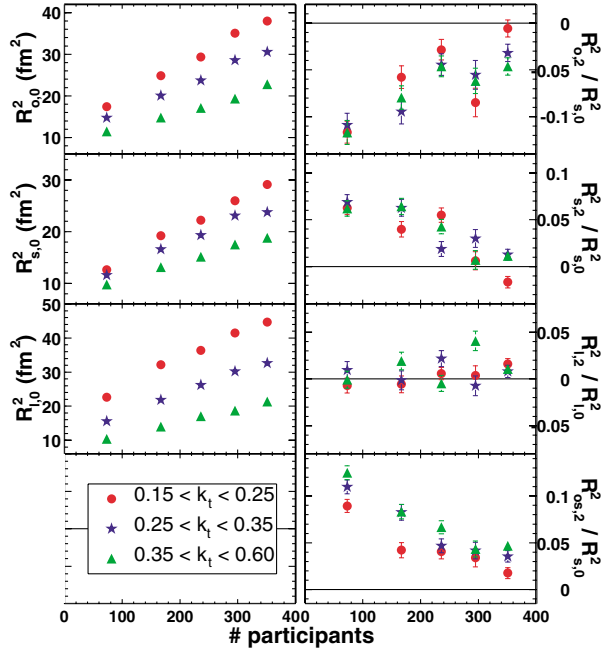 40
30
20
10
R²o,0 (fm²)
0
0.05
-0.1
R²o,2 / R²s,0
30
20
10
R²s,0 (fm²)
0.1
0.05
0
R²s,2 / R²s,0
50
40
30
20
10
R²l,0 (fm²)
0.05
0
-0.05
R²l,2 / R²l,0
0.15 < kt < 0.25
0.25 < kt < 0.35
0.35 < kt < 0.60
0.1
0.05
0
R²os,2 / R²s,0
0 100 200 300 400 0 100 200 300 400
# participants # participants